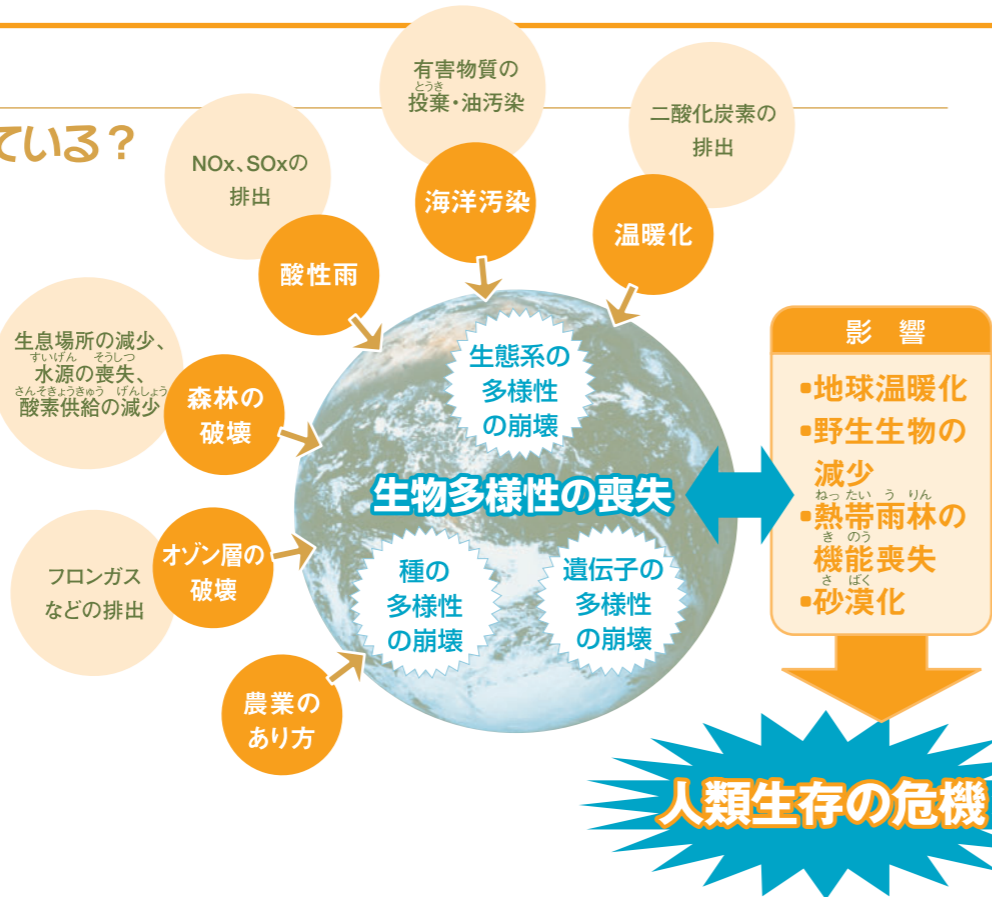 ている？
有害物質の
投棄・油汚染
とうき
海洋汚染
二酸化炭素の
排出
温暖化
NOx、SOxの
排出
酸性雨
生息場所の減少、
すいげん そうしつ
水源の喪失、
さんそきょうきゅう げんしょう
酸素供給の減少
森林の
破壊
フロンガス
などの排出
オゾン層の
破壊
農業の
あり方
生態系の
多様性
の崩壊
生物多様性の喪失
種の
多様性
の崩壊
遺伝子の
多様性
の崩壊
影 響
•地球温暖化
•野生生物の
減少
ねったい う りん
•熱帯雨林の
き のう
機能喪失
さ ばく
•砂漠化
人類生存の危機